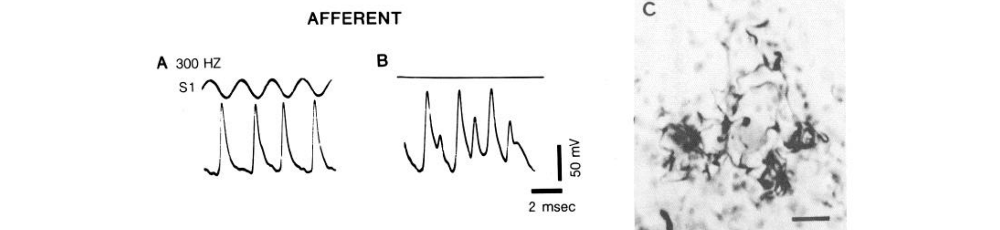 AFFERENT
A 300 HZ
S1
B
50 mV
2 msec
C